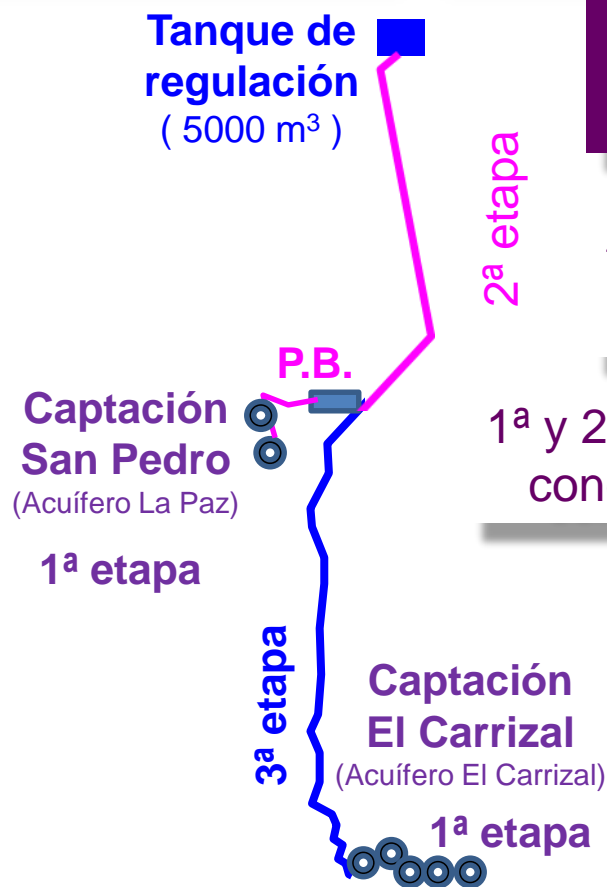 Tanque de
regulación
( 5000 m³ )
2ª etapa
P.B.
Captación
San Pedro
(Acuífero La Paz)
1ª etapa
1ª y 2
con
3ª etapa
Captación
El Carrizal
(Acuífero El Carrizal)
1ª etapa